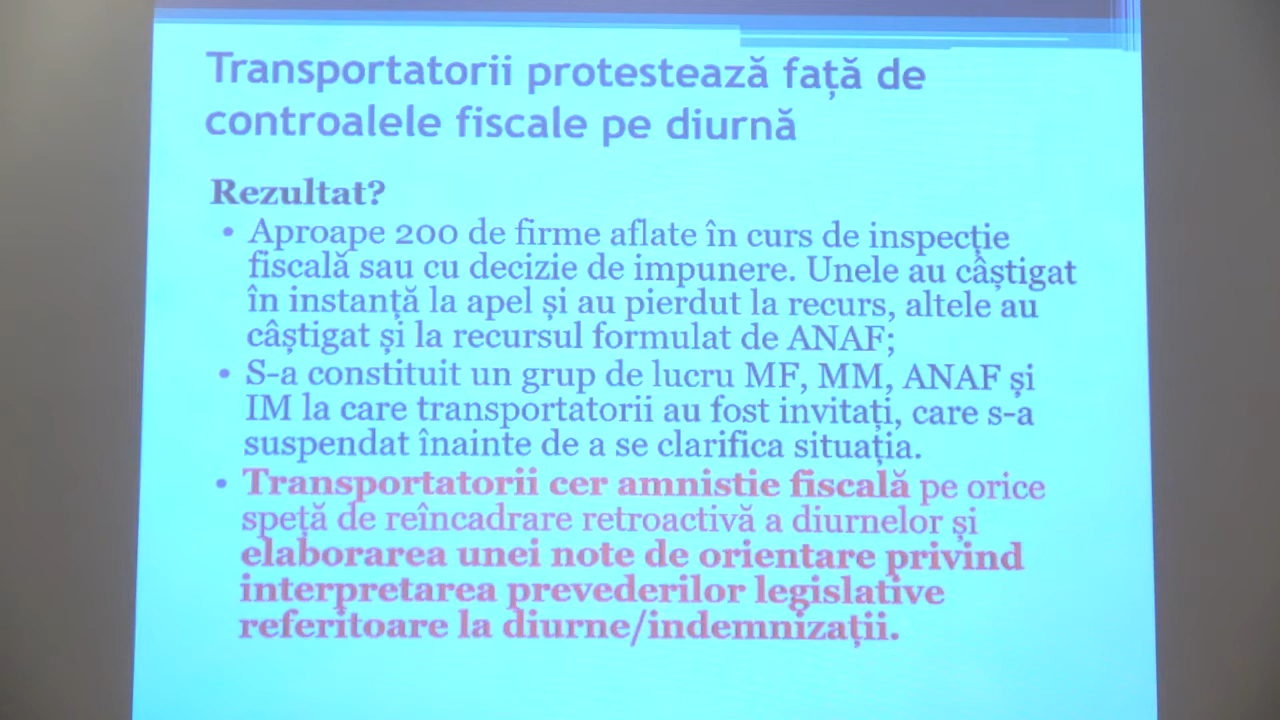 Transportatorii protestează față de
controalele fiscale pe diurnă
Rezultat?
• Aproape 200 de firme aflate în curs de inspecție
fiscală sau cu decizie de impunere. Unele au câștigat
în instanță la apel și au pierdut la recurs, altele au
câștigat și la recursul formulat de ANAF;
• S-a constituit un grup de lucru MF, MM, ANAF și
IM la care transportatorii au fost invitați, care s-a
suspendat înainte de a se clarifica situația.
• Transportatorii cer amnistie fiscală pe orice
speță de reîncadrare retroactivă a diurnelor și
elaborarea unei note de orientare privind
interpretarea prevederilor legislative
referitoare la diurne/indemnizații.